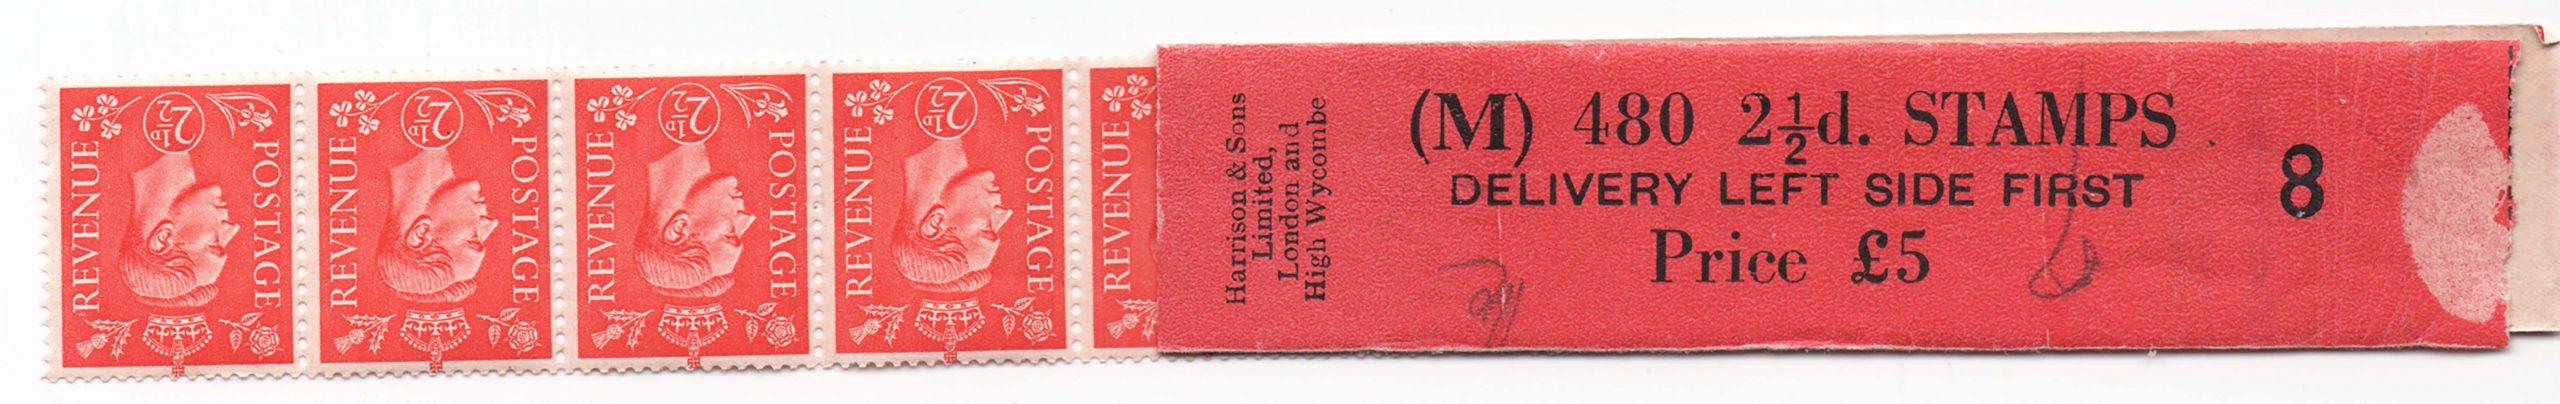 REVENUE
POSTAGE
2½D
REVENUE
POSTAGE
2½D
REVENUE
POSTAGE
2½D
REVENUE
POSTAGE
2½D
REVENUE
Harrison & Sons
Limited,
London and
High Wycombe
(M) 480 2½d. STAMPS
DELIVERY LEFT SIDE FIRST
Price £5
8